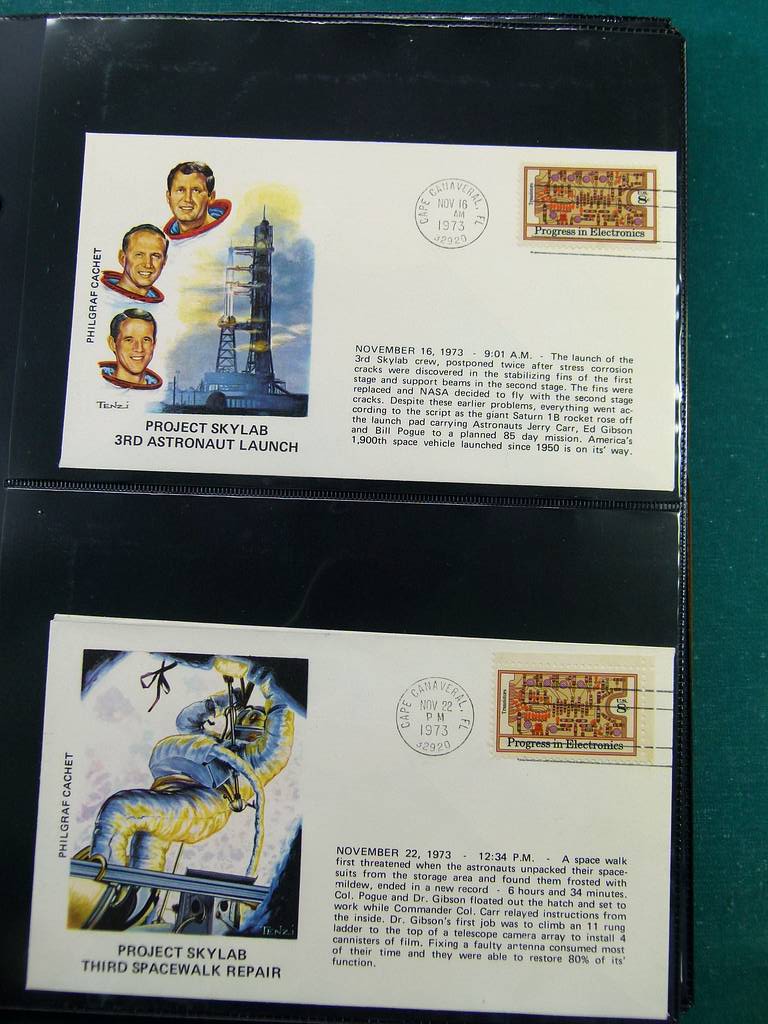 PHILGRAF CACHET
TENZI
PROJECT SKYLAB
3RD ASTRONAUT LAUNCH
CAPE CANAVERAL, FL
NOV 16
AM
1973
32920
Transistors
US
8¢
Progress in Electronics
NOVEMBER 16, 1973 - 9:01 A.M. - The launch of the
3rd Skylab crew, postponed twice after stress corrosion
cracks were discovered in the stabilizing fins of the first
stage and support beams in the second stage. The fins were
replaced and NASA decided to fly with the second stage
cracks. Despite these earlier problems, everything went ac-
cording to the script as the giant Saturn 1B rocket rose off
the launch pad carrying Astronauts Jerry Carr, Ed Gibson
and Bill Pogue to a planned 85 day mission. America's
1,900th space vehicle launched since 1950 is on its' way.
PHILGRAF CACHET
TENZI
PROJECT SKYLAB
THIRD SPACEWALK REPAIR
CAPE CANAVERAL, FL
NOV 22
PM
1973
32920
Transistors
US
8¢
Progress in Electronics
NOVEMBER 22, 1973 - 12:34 P.M. - A space walk
first threatened when the astronauts unpacked their space-
suits from the storage area and found them frosted with
mildew, ended in a new record - 6 hours and 34 minutes.
Col. Pogue and Dr. Gibson floated out the hatch and set to
work while Commander Col. Carr relayed instructions from
the inside. Dr. Gibson's first job was to climb an 11 rung
ladder to the top of a telescope camera array to install 4
cannisters of film. Fixing a faulty antenna consumed most
of their time and they were able to restore 80% of its'
function.